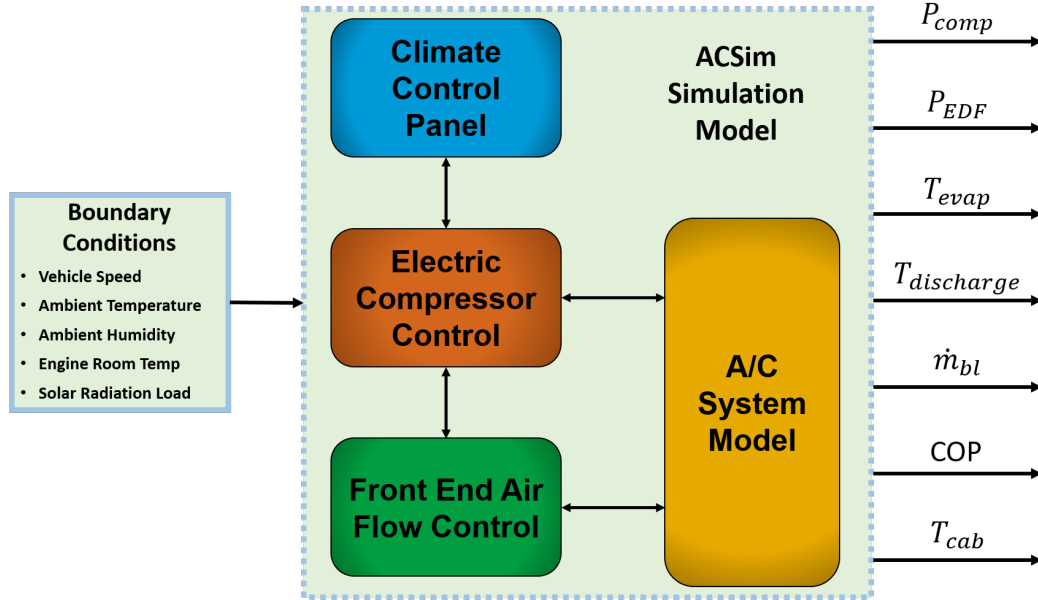 Boundary
Conditions
• Vehicle Speed
• Ambient Temperature
• Ambient Humidity
• Engine Room Temp
• Solar Radiation Load
Climate
Control
Panel
ACSim
Simulation
Model
Electric
Compressor
Control
A/C
System
Model
Front End Air
Flow Control
P_comp
P_EDF
T_evap
T_discharge
ṁ_bl
COP
T_cab